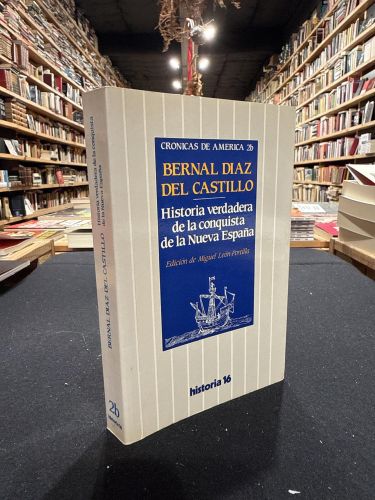 CRONICAS DE AMERICA 2b
BERNAL DIAZ
DEL CASTILLO
Historia verdadera
de la conquista
de la Nueva España
Edición de Miguel León-Portilla
historia 16
BERNAL DIAZ DEL CASTILLO
Historia verdadera de la conquista
de la Nueva España
2b